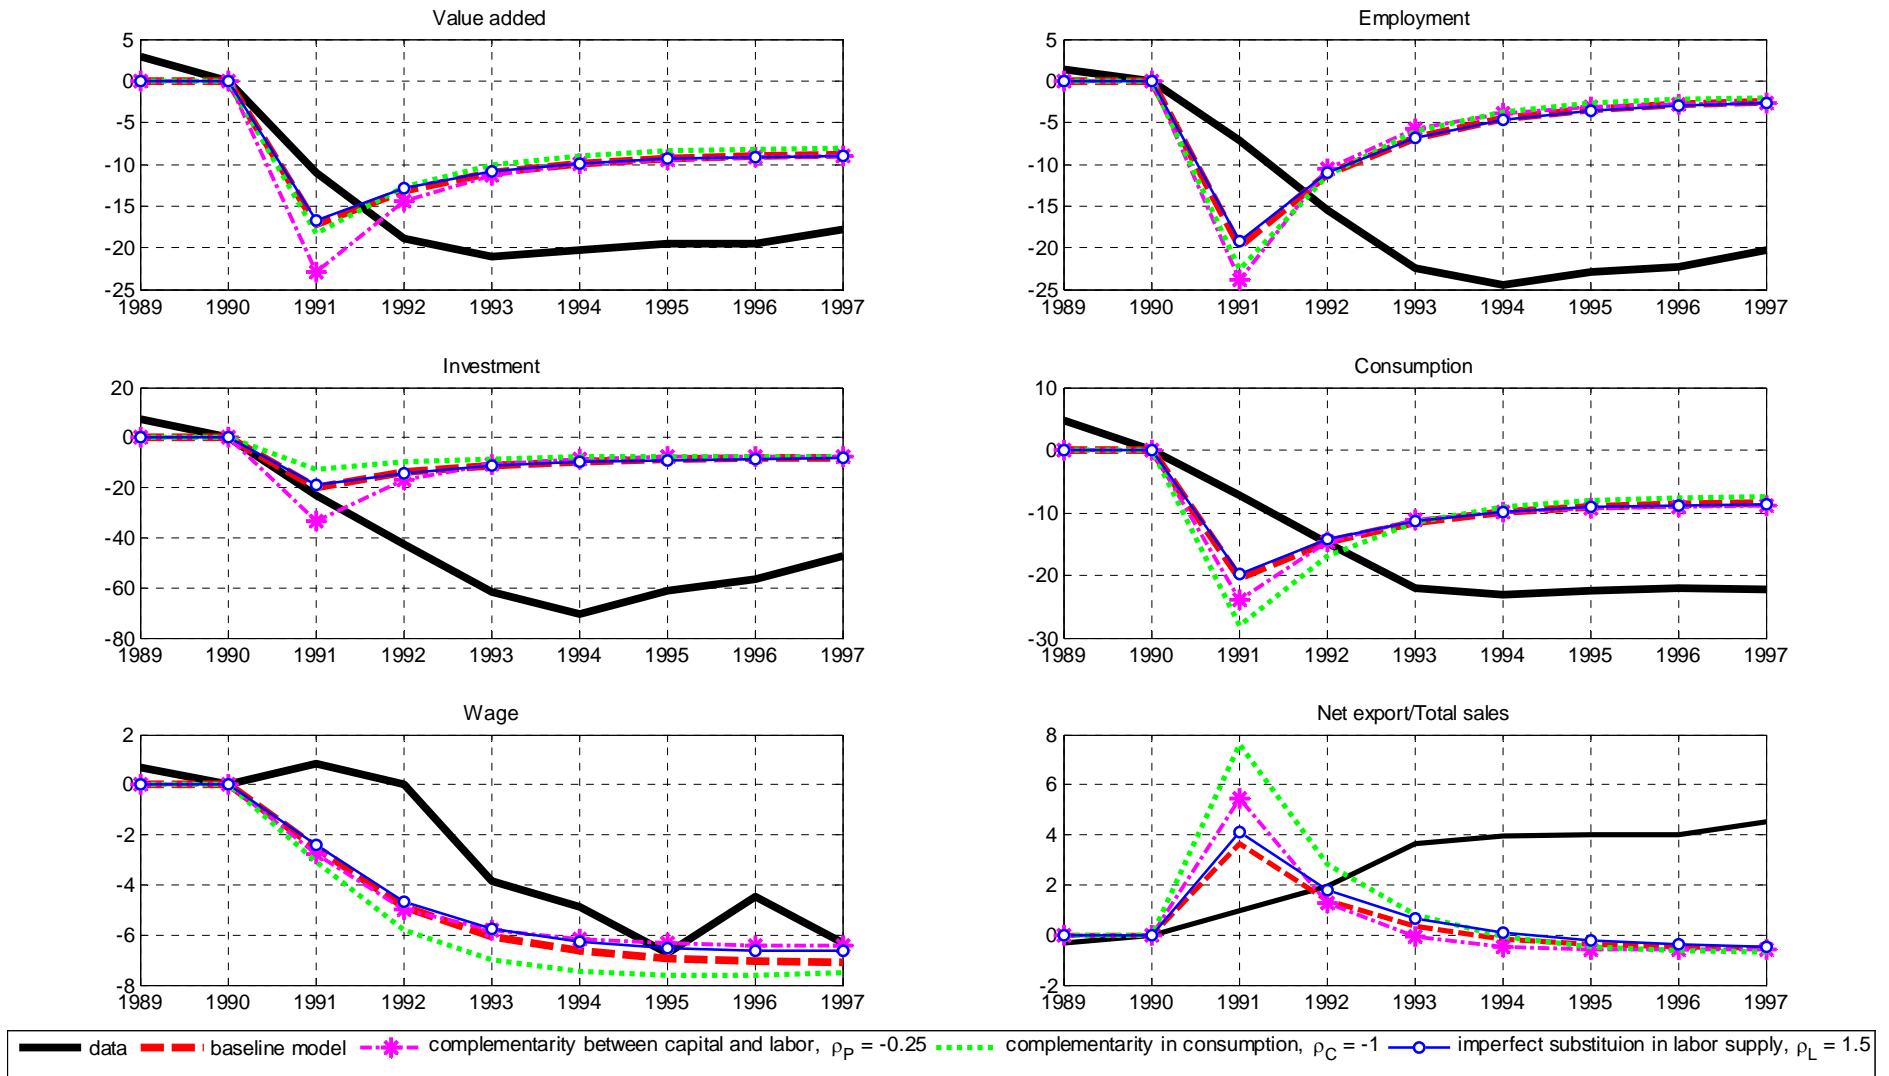 Value added
5
0
-5
-10
-15
-20
-25
1989 1990 1991 1992 1993 1994 1995 1996 1997
Employment
5
0
-5
-10
-15
-20
-25
1989 1990 1991 1992 1993 1994 1995 1996 1997
Investment
20
0
-20
-40
-60
-80
1989 1990 1991 1992 1993 1994 1995 1996 1997
Consumption
10
0
-10
-20
-30
1989 1990 1991 1992 1993 1994 1995 1996 1997
Wage
2
0
-2
-4
-6
-8
1989 1990 1991 1992 1993 1994 1995 1996 1997
Net export/Total sales
8
6
4
2
0
-2
1989 1990 1991 1992 1993 1994 1995 1996 1997
data baseline model complementarity between capital and labor, ρ_P = -0.25 complementarity in consumption, ρ_C = -1 imperfect substituion in labor supply, ρ_L = 1.5